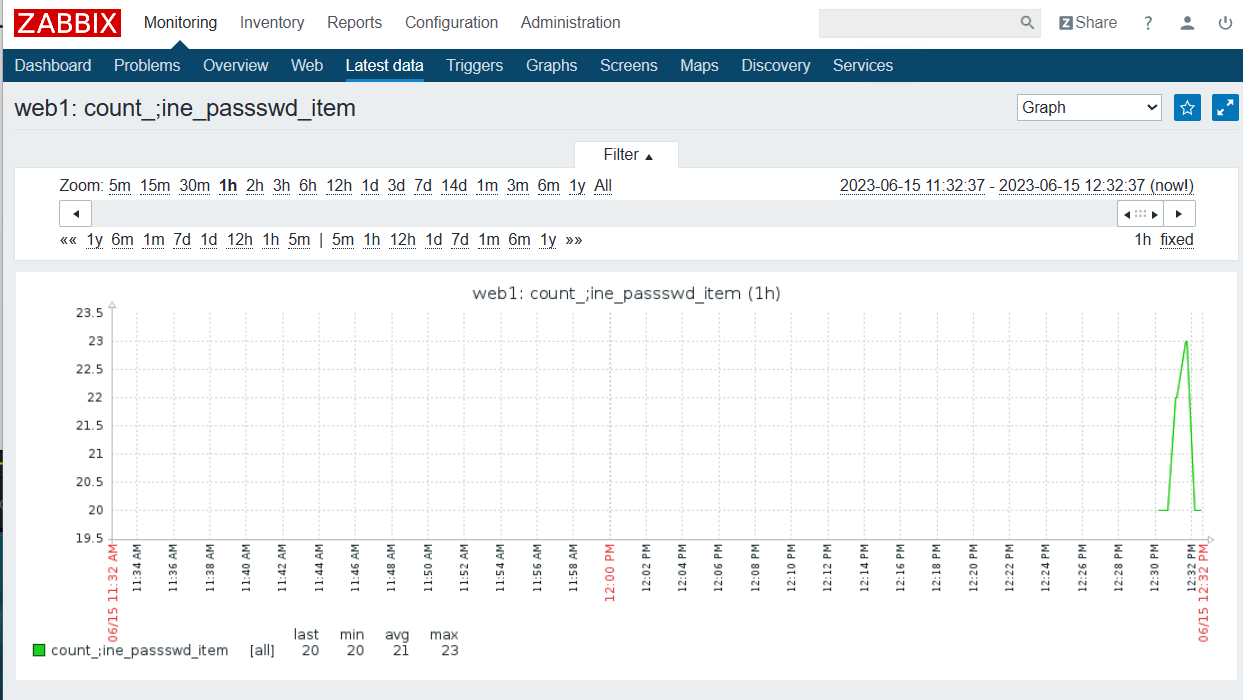 ZABBIX Monitoring Inventory Reports Configuration Administration Z Share ?
Dashboard Problems Overview Web Latest data Triggers Graphs Screens Maps Discovery Services
web1: count_;ine_passswd_item Graph
Filter ▲
Zoom: 5m 15m 30m 1h 2h 3h 6h 12h 1d 3d 7d 14d 1m 3m 6m 1y All 2023-06-15 11:32:37 - 2023-06-15 12:32:37 (now!)
«« 1y 6m 1m 7d 1d 12h 1h 5m | 5m 1h 12h 1d 7d 1m 6m 1y »» 1h fixed
web1: count_;ine_passswd_item (1h)
23.5
23
22.5
22
21.5
21
20.5
20
19.5
06/15 11:32 AM
11:34 AM
11:36 AM
11:38 AM
11:40 AM
11:42 AM
11:44 AM
11:46 AM
11:48 AM
11:50 AM
11:52 AM
11:54 AM
11:56 AM
11:58 AM
12:00 PM
12:02 PM
12:04 PM
12:06 PM
12:08 PM
12:10 PM
12:12 PM
12:14 PM
12:16 PM
12:18 PM
12:20 PM
12:22 PM
12:24 PM
12:26 PM
12:28 PM
12:30 PM
12:32 PM
06/15 12:32 PM
last min avg max
count_;ine_passswd_item [all] 20 20 21 23